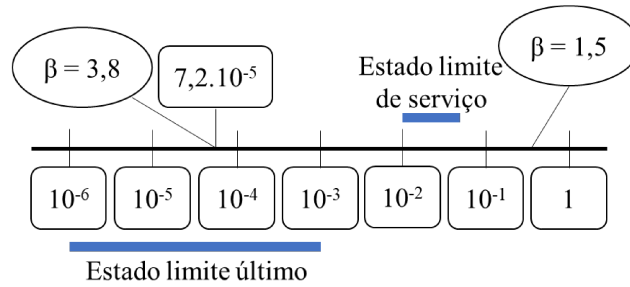 β = 3,8
7,2.10⁻⁵
Estado limite
de serviço
β = 1,5
10⁻⁶
10⁻⁵
10⁻⁴
10⁻³
10⁻²
10⁻¹
1
Estado limite último